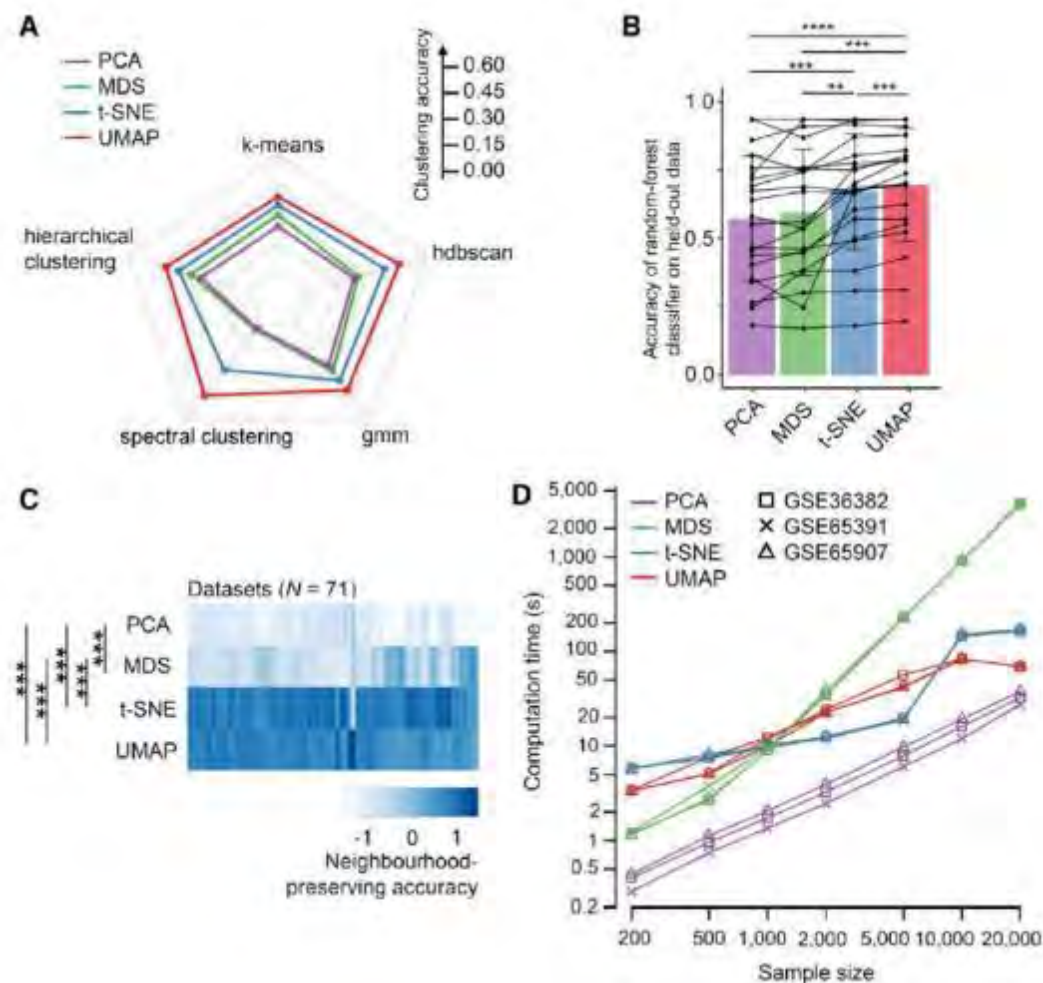 A
PCA
MDS
t-SNE
UMAP
Clustering accuracy
0.60
0.45
0.30
0.15
0.00
k-means
hierarchical
clustering
hdbscan
spectral clustering
gmm
B
****
***
***
**
***
Accuracy of random-forest
classifier on held-out data
1.0
0.5
0.0
PCA
MDS
t-SNE
UMAP
C
Datasets (N = 71)
PCA
MDS
t-SNE
UMAP
***
***
***
***
***
-1 0 1
Neighbourhood-
preserving accuracy
D
PCA
MDS
t-SNE
UMAP
GSE36382
GSE65391
GSE65907
Computation time (s)
5,000
2,000
1,000
500
200
100
50
20
10
5
2
1
0.5
0.2
200 500 1,000 2,000 5,000 10,000 20,000
Sample size